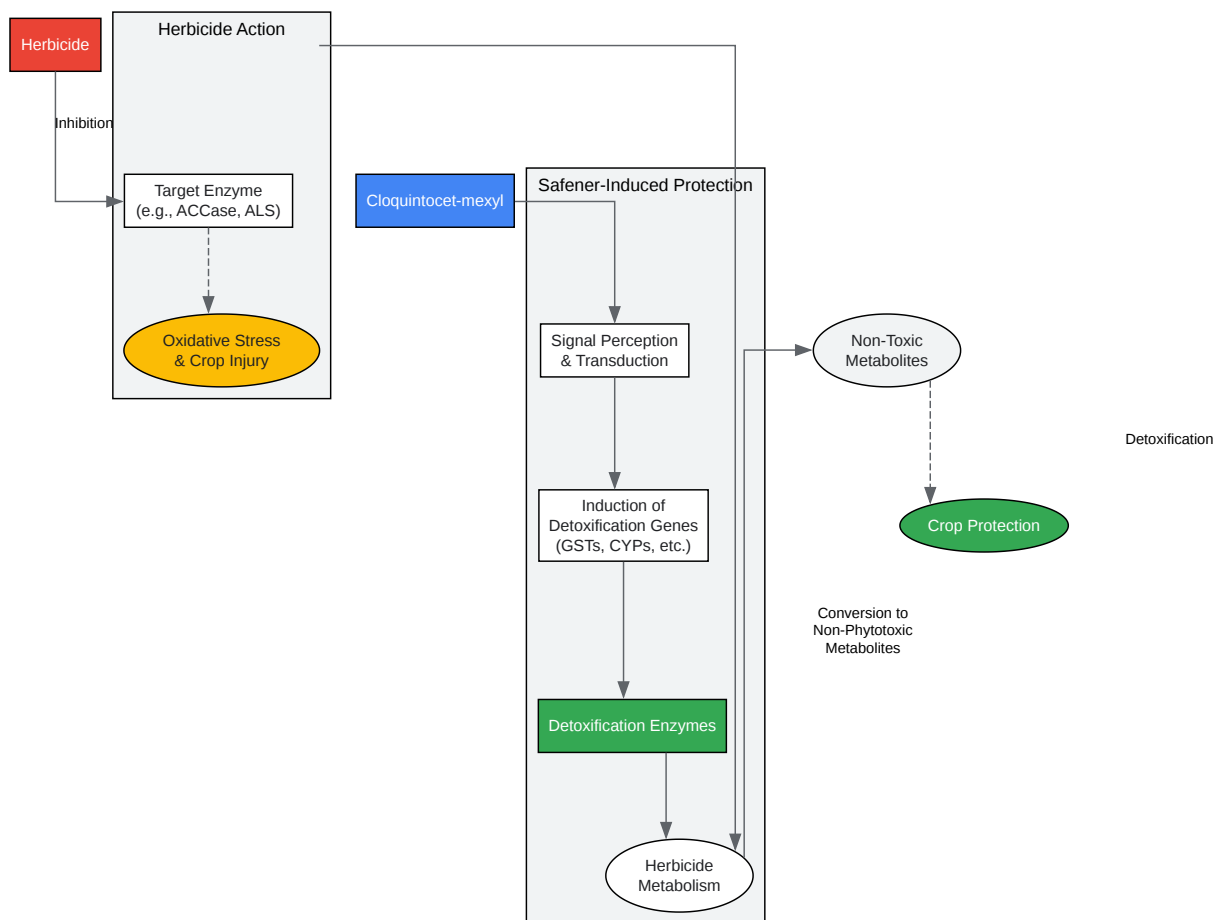 Herbicide Action
Herbicide
Inhibition
Target Enzyme
(e.g., ACCase, ALS)
Oxidative Stress
& Crop Injury
Cloquintocet-mexyl
Safener-Induced Protection
Signal Perception
& Transduction
Induction of
Detoxification Genes
(GSTs, CYPs, etc.)
Detoxification Enzymes
Herbicide
Metabolism
Non-Toxic
Metabolites
Detoxification
Crop Protection
Conversion to
Non-Phytotoxic
Metabolites